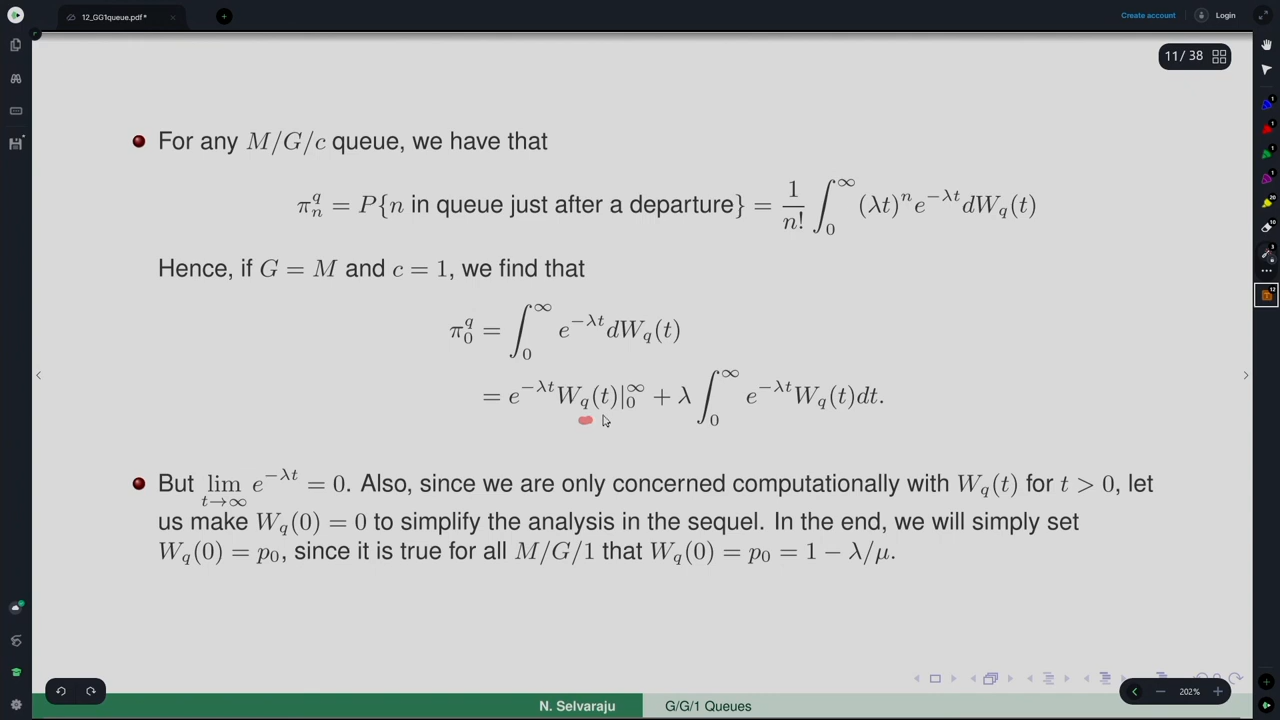 12_GG1queue.pdf*
Create account
Login
11/ 38
For any M/G/c queue, we have that
π_n^q = P{n in queue just after a departure} = \frac{1}{n!} ∫_0^∞ (λt)^n e^{−λt} dW_q(t)
Hence, if G = M and c = 1, we find that
π_0^q = ∫_0^∞ e^{−λt} dW_q(t)
= e^{−λt} W_q(t)|_0^∞ + λ ∫_0^∞ e^{−λt} W_q(t)dt.
But \lim_{t→∞} e^{−λt} = 0. Also, since we are only concerned computationally with W_q(t) for t > 0, let
us make W_q(0) = 0 to simplify the analysis in the sequel. In the end, we will simply set
W_q(0) = p_0, since it is true for all M/G/1 that W_q(0) = p_0 = 1 − λ/μ.
202%
N. Selvaraju
G/G/1 Queues